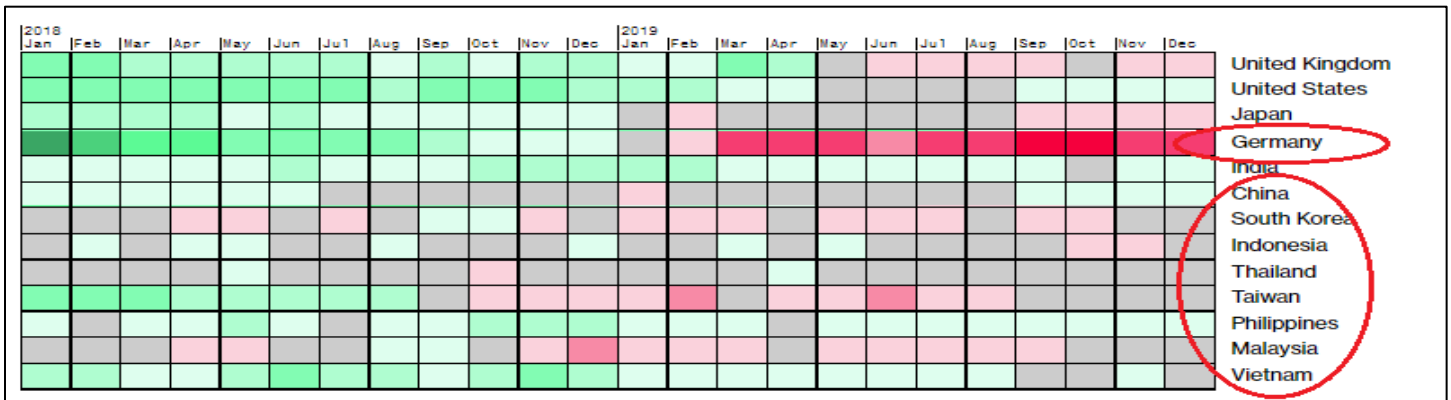 2018 2019
Jan Feb Mar Apr May Jun Jul Aug Sep Oct Nov Dec Jan Feb Mar Apr May Jun Jul Aug Sep Oct Nov Dec
United Kingdom
United States
Japan
Germany
India
China
South Korea
Indonesia
Thailand
Taiwan
Philippines
Malaysia
Vietnam